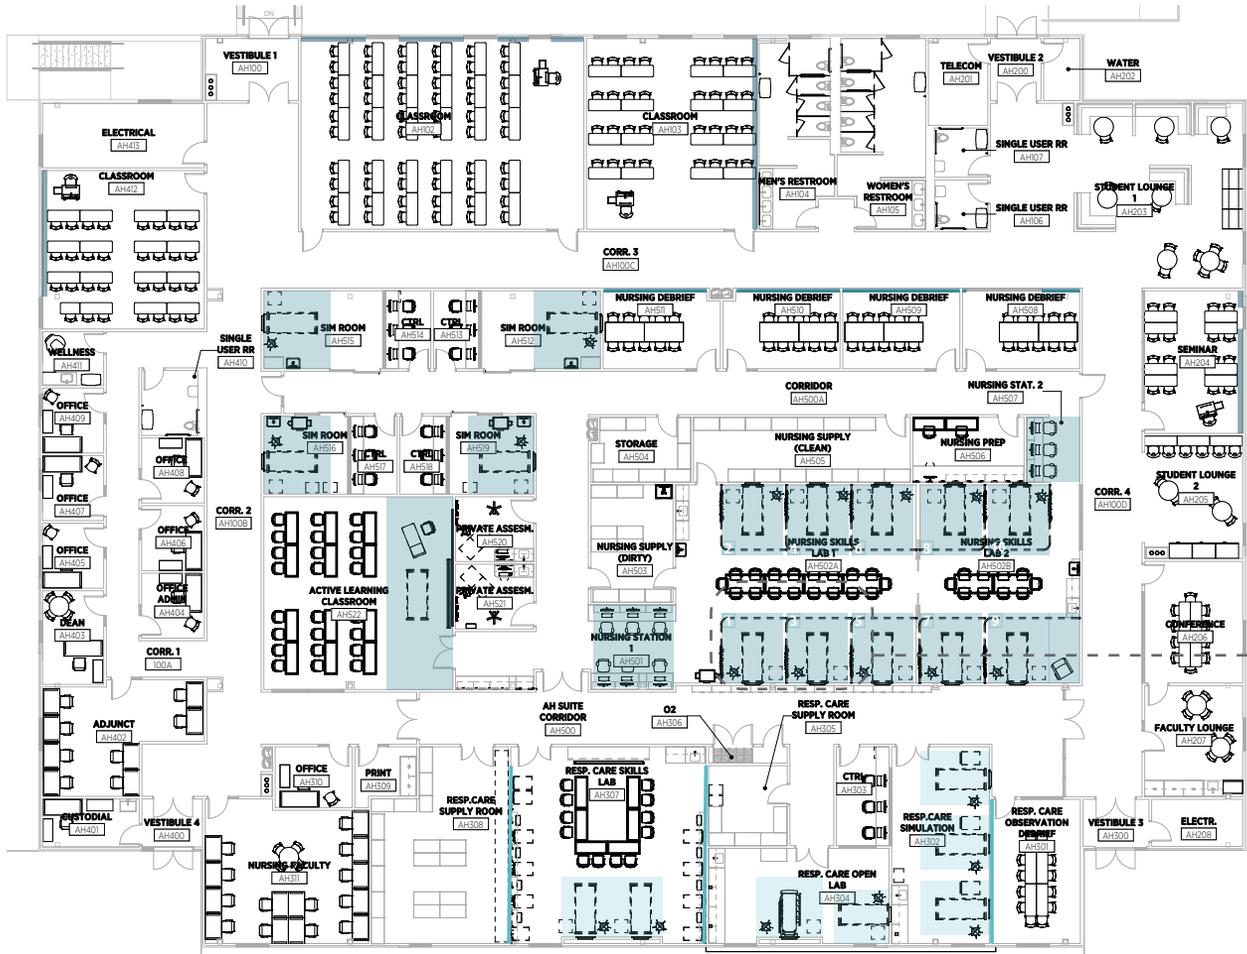 DN
VESTIBULE 1
AH100
CLASSROOM
AH102
CLASSROOM
AH103
TELECOM
AH201
VESTIBULE 2
AH200
WATER
AH202
ELECTRICAL
AH413
CLASSROOM
AH412
MEN'S RESTROOM
AH104
WOMEN'S
RESTROOM
AH105
SINGLE USER RR
AH107
SINGLE USER RR
AH106
STUDENT LOUNGE
1
AH203
CORR. 3
AH100C
SIM ROOM
AH515
CTRL
AH514
CTRL
AH513
SIM ROOM
AH512
NURSING DEBRIEF
AH511
NURSING DEBRIEF
AH510
NURSING DEBRIEF
AH509
NURSING DEBRIEF
AH508
SEMINAR
AH204
WELLNESS
AH411
SINGLE
USER RR
AH410
CORRIDOR
AH500A
NURSING STAT. 2
AH507
OFFICE
AH409
OFFICE
AH408
OFFICE
AH407
SIM ROOM
AH516
CTRL
AH517
CTRL
AH518
SIM ROOM
AH519
STORAGE
AH504
NURSING SUPPLY
(CLEAN)
AH505
NURSING PREP
AH506
STUDENT LOUNGE
2
AH205
CORR. 2
AH100B
CORR. 4
AH100D
OFFICE
AH406
OFFICE
AH405
OFFICE
ADMIN
AH404
DEAN
AH403
CORR. 1
100A
ACTIVE LEARNING
CLASSROOM
AH522
PRIVATE ASSESM.
AH520
PRIVATE ASSESM.
AH521
NURSING SUPPLY
(DIRTY)
AH503
NURSING SKILLS
LAB 1
AH502A
NURSING SKILLS
LAB 2
AH502B
2
4
6
8
1
3
5
7
9
NURSING STATION
1
AH501
CONFERENCE
AH206
FACULTY LOUNGE
AH207
ADJUNCT
AH402
AH SUITE
CORRIDOR
AH500
O2
AH306
RESP. CARE
SUPPLY ROOM
AH305
OFFICE
AH310
PRINT
AH309
RESP. CARE SKILLS
LAB
AH307
CTRL
AH303
RESP.CARE
SUPPLY ROOM
AH308
RESP.CARE
SIMULATION
AH302
RESP. CARE
OBSERVATION
DEBRIEF
AH301
CUSTODIAL
AH401
VESTIBULE 4
AH400
VESTIBULE 3
AH300
ELECTR.
AH208
NURSING FACULTY
AH311
RESP. CARE OPEN
LAB
AH304